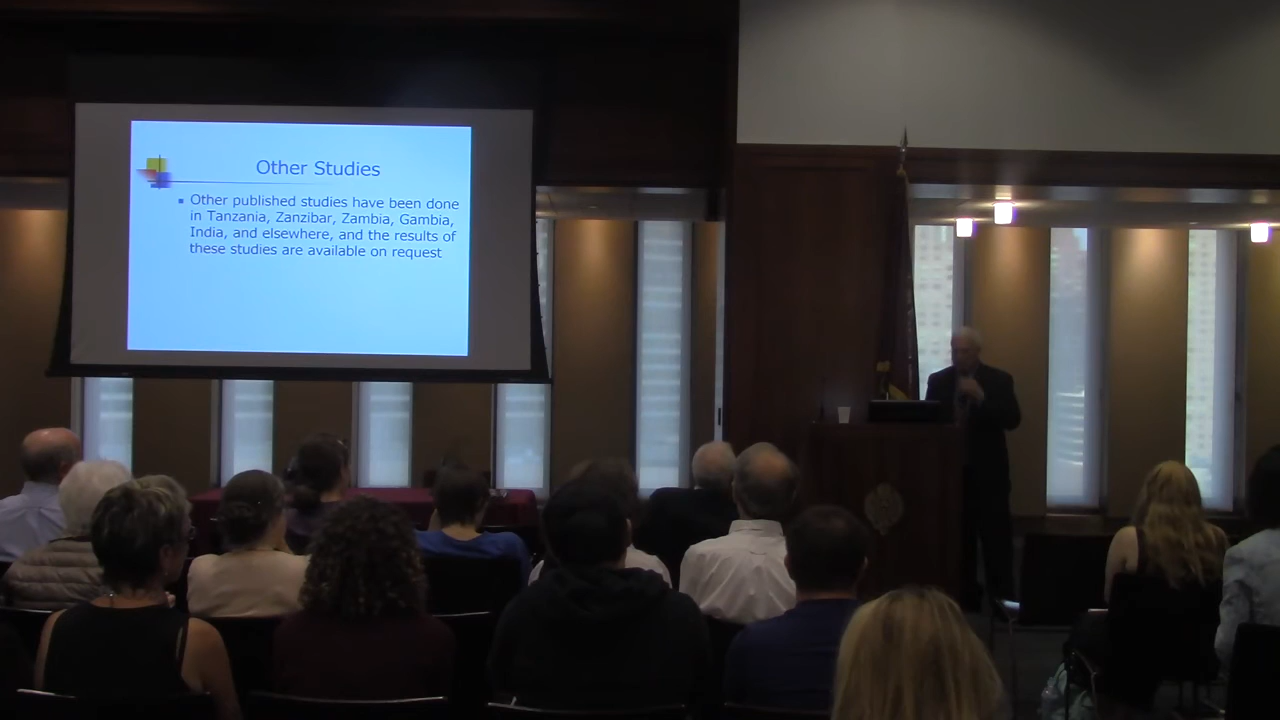 Other Studies
Other published studies have been done
in Tanzania, Zanzibar, Zambia, Gambia,
India, and elsewhere, and the results of
these studies are available on request